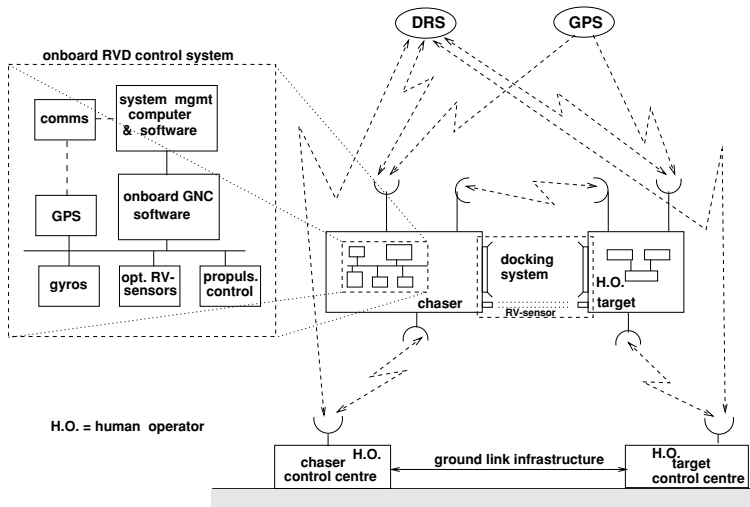 DRS
GPS
onboard RVD control system
comms
system mgmt
computer
& software
GPS
onboard GNC
software
gyros
opt. RV-
sensors
propuls.
control
docking
system
chaser
H.O.
target
RV-sensor
H.O. = human operator
H.O.
chaser
control centre
ground link infrastructure
H.O.
target
control centre